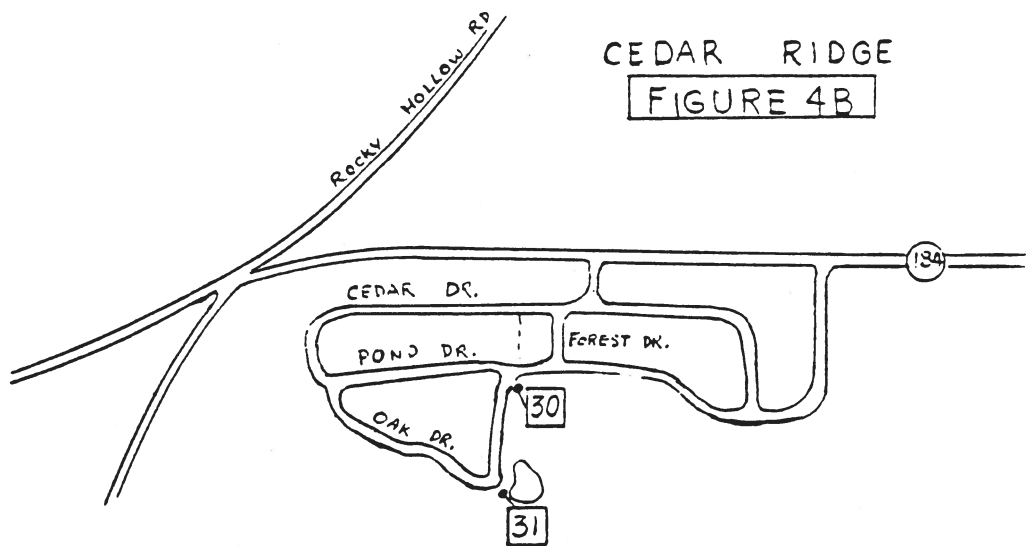 CEDAR RIDGE
FIGURE 4B
ROCKY HOLLOW RD
184
CEDAR DR.
FOREST DR.
POND DR.
OAK DR.
30
31